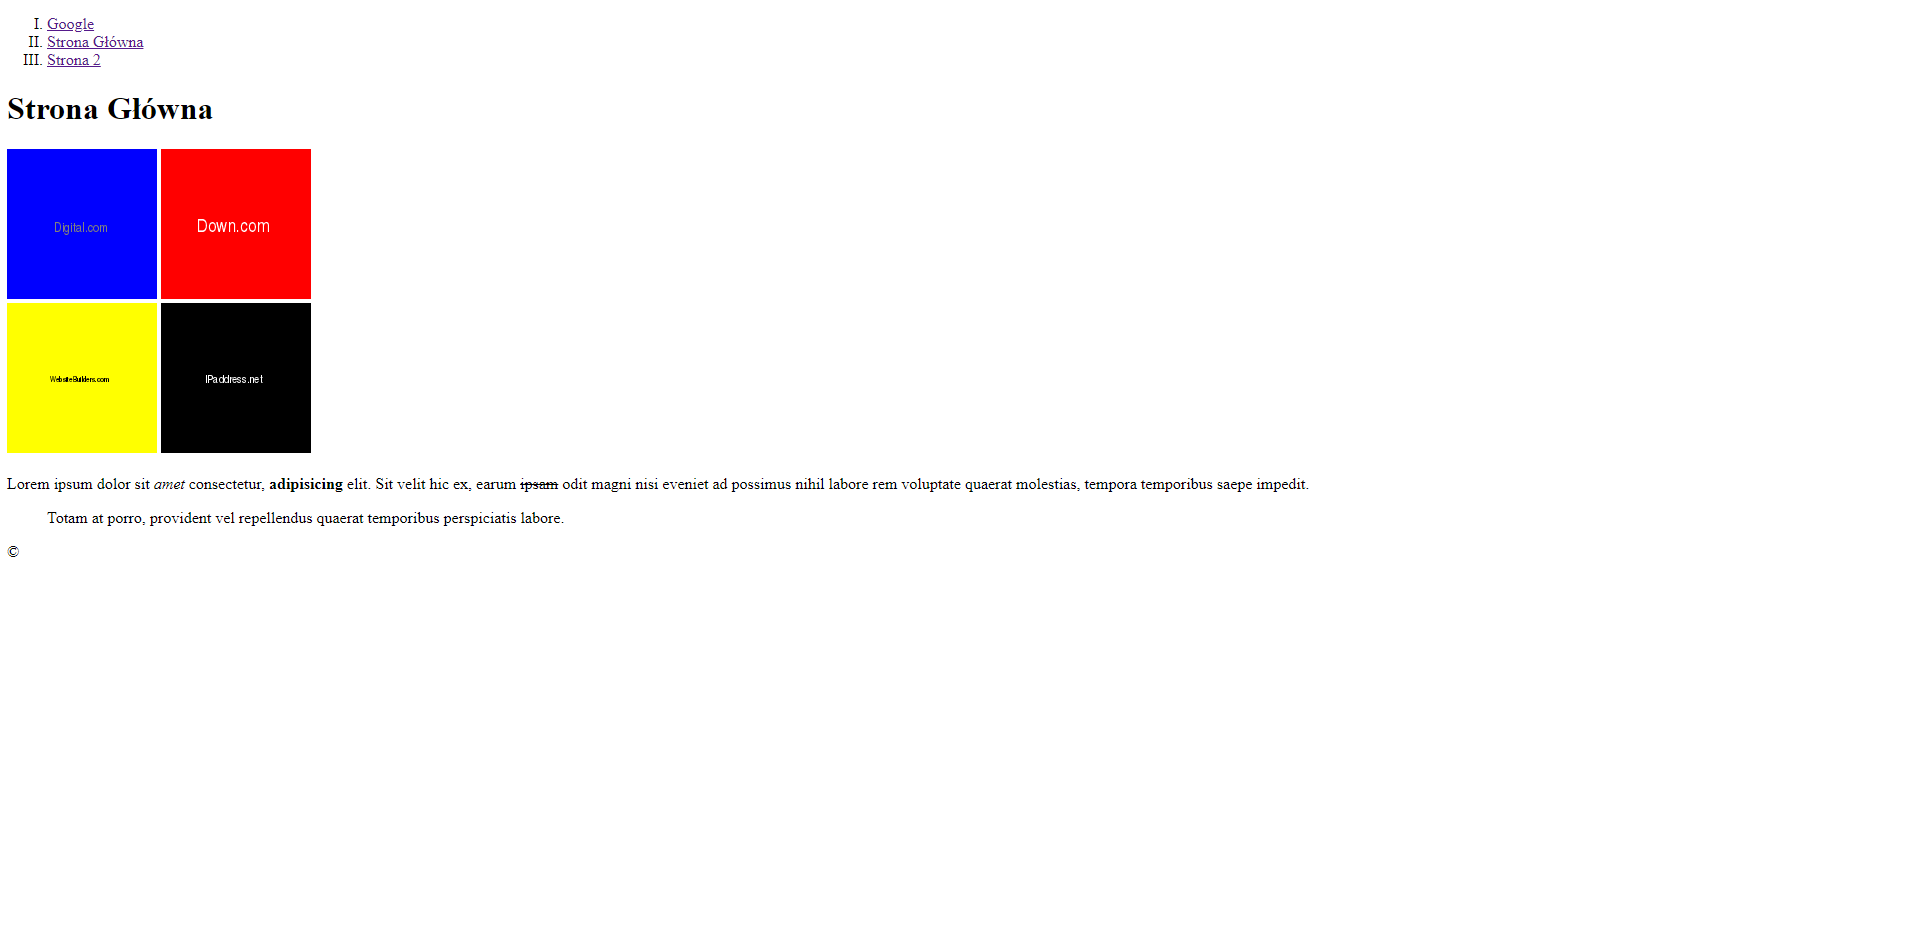 I. Google
II. Strona Główna
III. Strona 2
Strona Główna
Digital.com Down.com
WebsiteBuilders.com IPaddress.net
Lorem ipsum dolor sit amet consectetur, adipisicing elit. Sit velit hic ex, earum ipsam odit magni nisi eveniet ad possimus nihil labore rem voluptate quaerat molestias, tempora temporibus saepe impedit.
Totam at porro, provident vel repellendus quaerat temporibus perspiciatis labore.
©